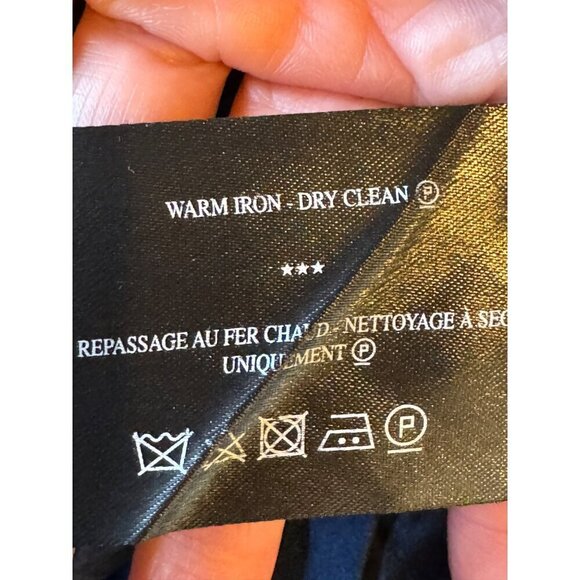 WARM IRON - DRY CLEAN Ⓟ
★★★
REPASSAGE AU FER CHAUD - NETTOYAGE À SEC
UNIQUEMENT Ⓟ
P